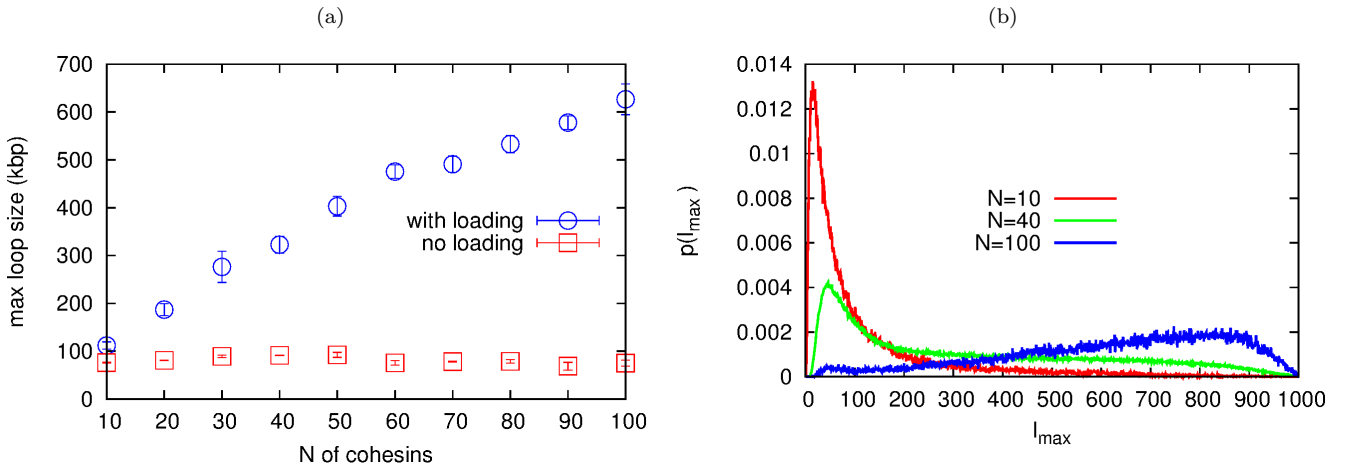 (a)
max loop size (kbp)
700
600
500
400
300
200
100
0
with loading
no loading
10 20 30 40 50 60 70 80 90 100
N of cohesins
(b)
p(l_max)
0.014
0.012
0.01
0.008
0.006
0.004
0.002
0
N=10
N=40
N=100
0 100 200 300 400 500 600 700 800 900 1000
l_max